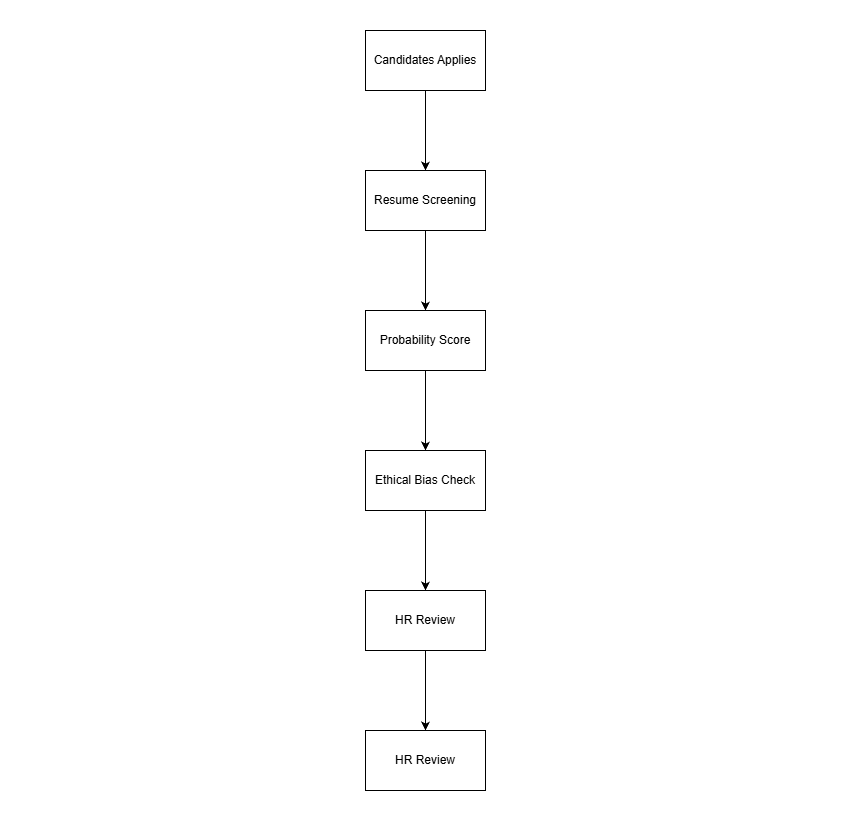 Candidates Applies
Resume Screening
Probability Score
Ethical Bias Check
HR Review
HR Review